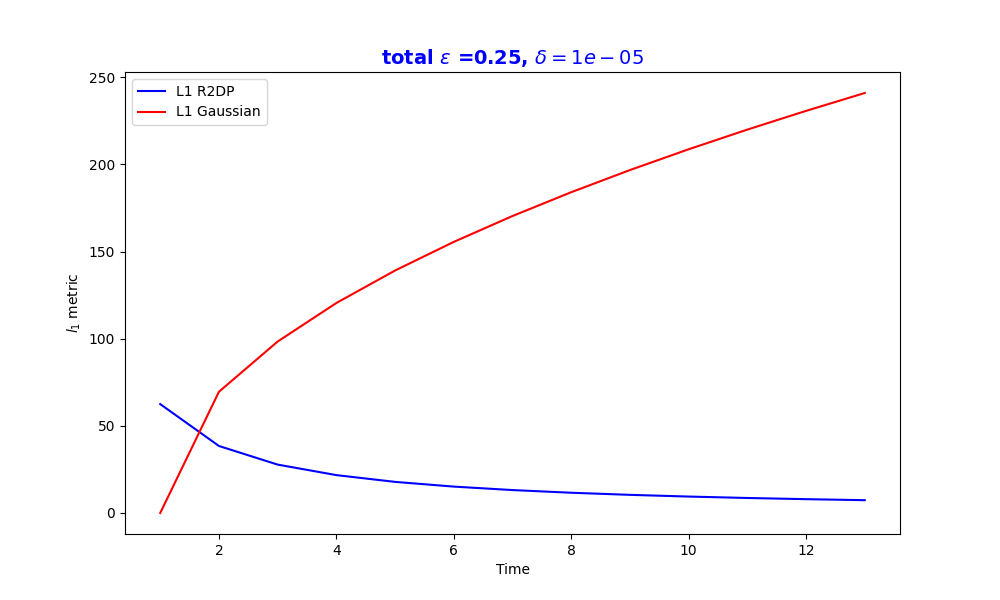 total ε =0.25, δ = 1e − 05
L1 R2DP
L1 Gaussian
250
200
150
100
50
0
l₁ metric
2 4 6 8 10 12
Time